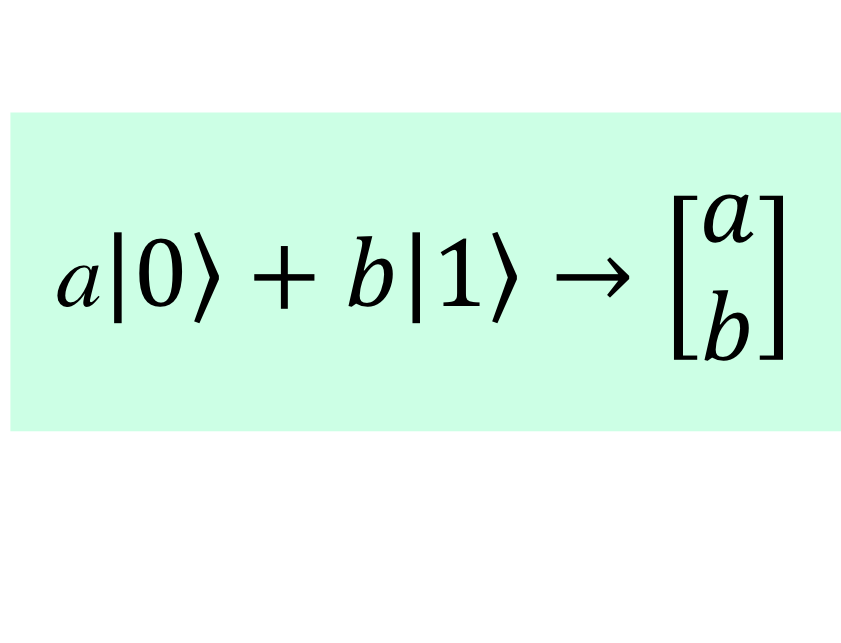 a|0⟩ + b|1⟩ → [a b]